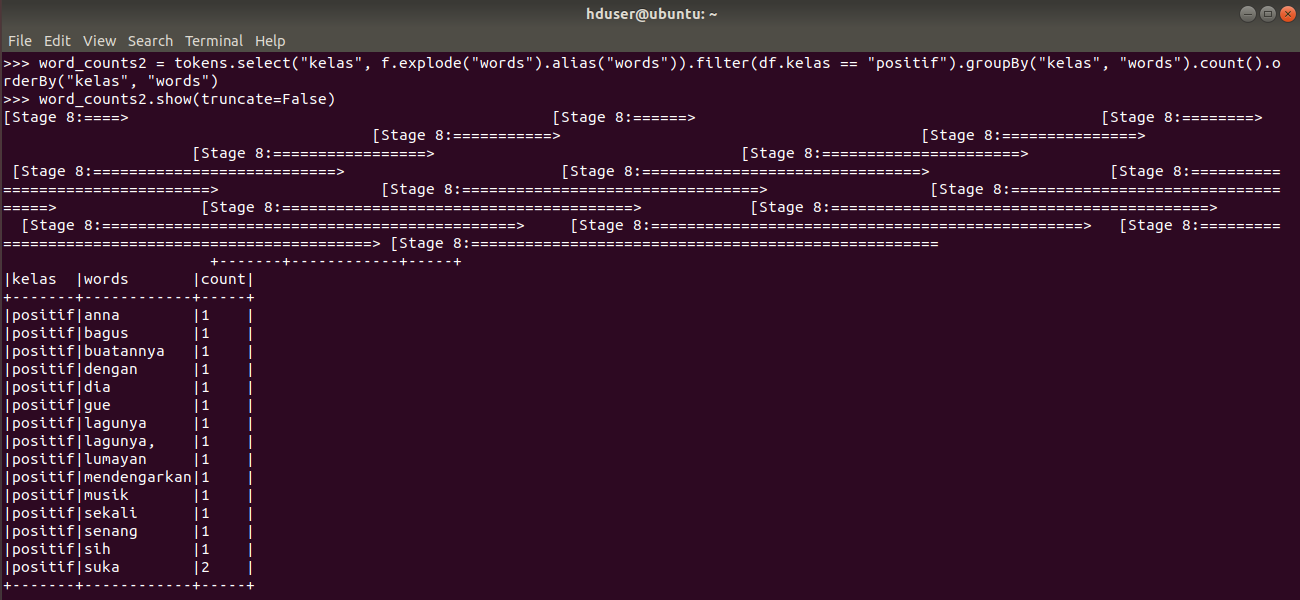 hduser@ubuntu: ~
File Edit View Search Terminal Help
>>> word_counts2 = tokens.select("kelas", f.explode("words").alias("words")).filter(df.kelas == "positif").groupBy("kelas", "words").count().o
rderBy("kelas", "words")
>>> word_counts2.show(truncate=False)
[Stage 8:====>                                               [Stage 8:======>                                             [Stage 8:========>
                                         [Stage 8:===========>                                        [Stage 8:===============>
                     [Stage 8:=================>                                  [Stage 8:======================>
 [Stage 8:===========================>                        [Stage 8:===============================>                    [Stage 8:==========
=======================>                  [Stage 8:=================================>                  [Stage 8:==============================
=====>                [Stage 8:=======================================>            [Stage 8:==========================================>
  [Stage 8:==============================================>     [Stage 8:================================================>   [Stage 8:=========
=========================================> [Stage 8:====================================================
                       +-------+------------+-----+
|kelas  |words       |count|
+-------+------------+-----+
|positif|anna        |1    |
|positif|bagus       |1    |
|positif|buatannya   |1    |
|positif|dengan      |1    |
|positif|dia         |1    |
|positif|gue         |1    |
|positif|lagunya     |1    |
|positif|lagunya,    |1    |
|positif|lumayan     |1    |
|positif|mendengarkan|1    |
|positif|musik       |1    |
|positif|sekali      |1    |
|positif|senang      |1    |
|positif|sih         |1    |
|positif|suka        |2    |
+-------+------------+-----+